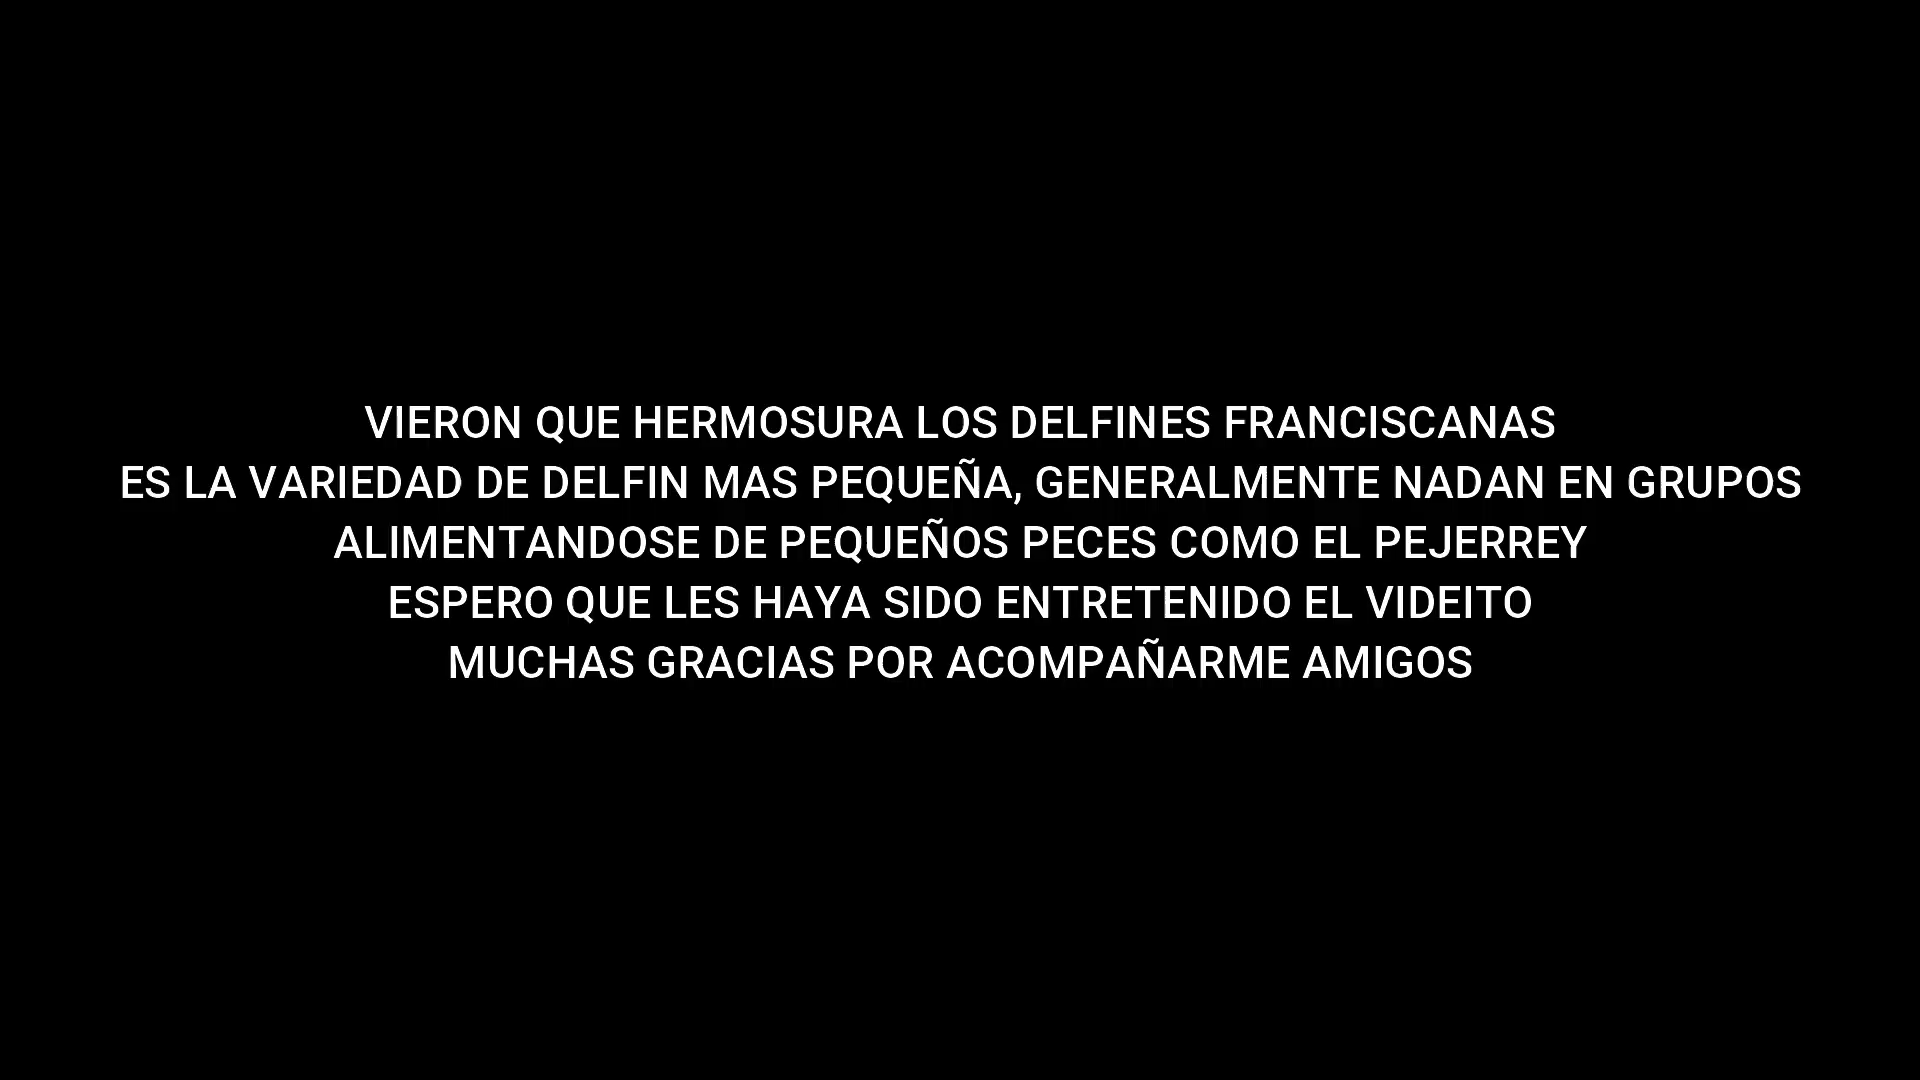 VIERON QUE HERMOSURA LOS DELFINES FRANCISCANAS
ES LA VARIEDAD DE DELFIN MAS PEQUEÑA, GENERALMENTE NADAN EN GRUPOS
ALIMENTANDOSE DE PEQUEÑOS PECES COMO EL PEJERREY
ESPERO QUE LES HAYA SIDO ENTRETENIDO EL VIDEITO
MUCHAS GRACIAS POR ACOMPAÑARME AMIGOS